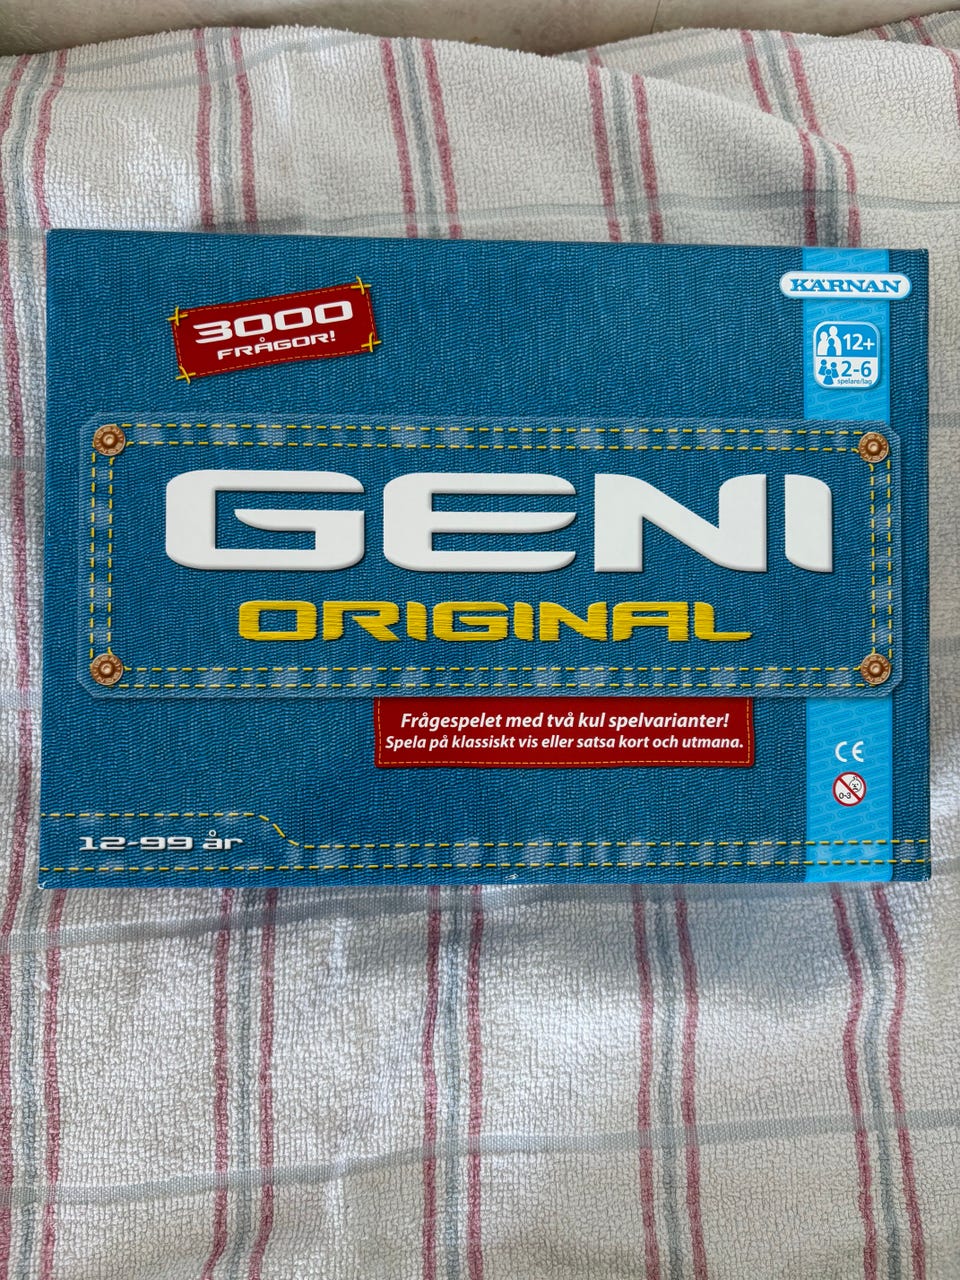 3000
FRÅGOR!
KÄRNAN
12+
2-6
spelare/lag
GENI
ORIGINAL
Frågespelet med två kul spelvarianter!
Spela på klassiskt vis eller satsa kort och utmana.
CE
0-3
12-99 år